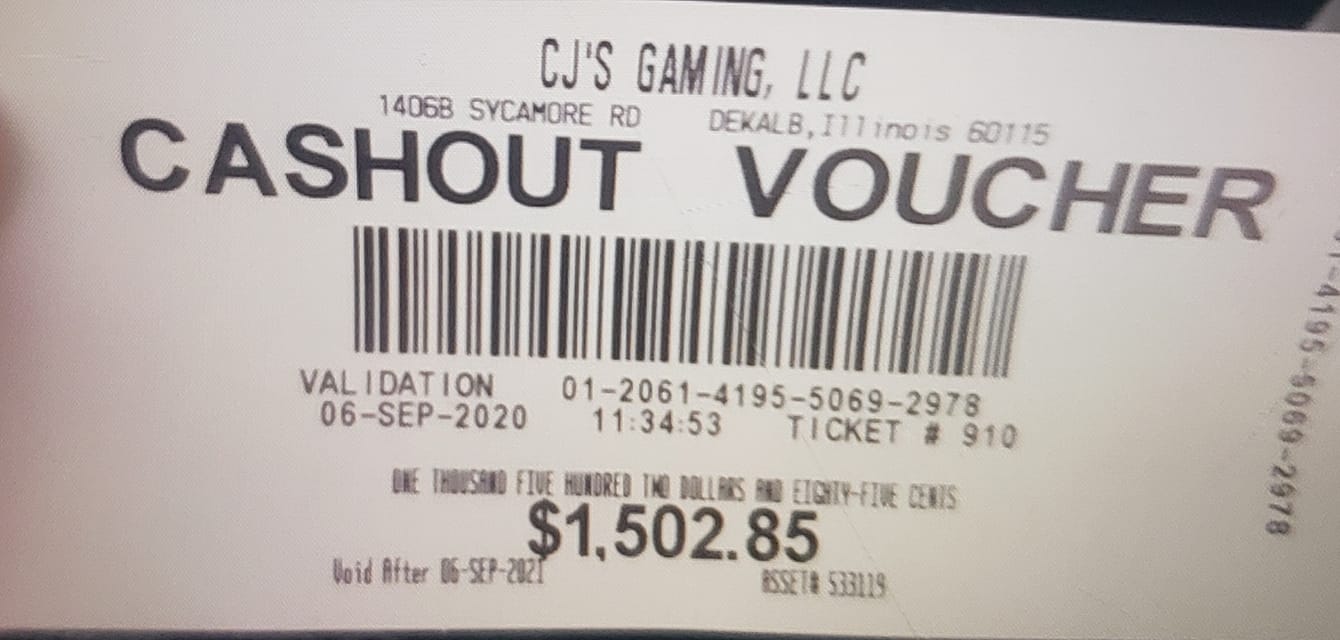 CJ'S GAMING, LLC
1406B SYCAMORE RD DEKALB, Illinois 60115
CASHOUT VOUCHER
VALIDATION 01-2061-4195-5069-2978
06-SEP-2020 11:34:53 TICKET # 910
ONE THOUSAND FIVE HUNDRED TWO DOLLARS AND EIGHTY-FIVE CENTS
$1,502.85
Void After 06-SEP-2021 ASSET# 533119
1-4195-5069-2978